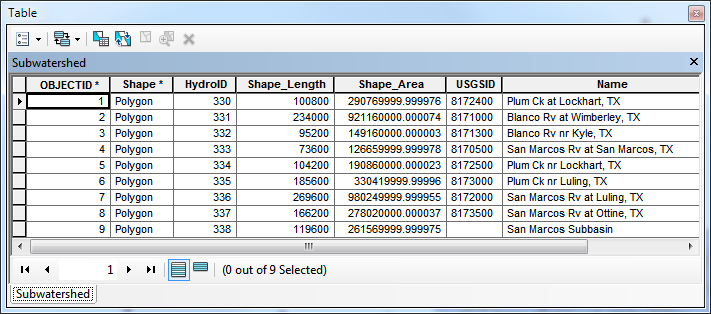 Table
Subwatershed
OBJECTID * Shape * HydroID Shape_Length Shape_Area USGSID Name
1 Polygon 330 100800 290769999.999976 8172400 Plum Ck at Lockhart, TX
2 Polygon 331 234000 921160000.000074 8171000 Blanco Rv at Wimberley, TX
3 Polygon 332 95200 149160000.000003 8171300 Blanco Rv nr Kyle, TX
4 Polygon 333 73600 126659999.999978 8170500 San Marcos Rv at San Marcos, TX
5 Polygon 334 104200 190860000.000023 8172500 Plum Ck nr Lockhart, TX
6 Polygon 335 185600 330419999.99996 8173000 Plum Ck nr Luling, TX
7 Polygon 336 269600 980249999.999955 8172000 San Marcos Rv at Luling, TX
8 Polygon 337 166200 278020000.000037 8173500 San Marcos Rv at Ottine, TX
9 Polygon 338 119600 261569999.999975 San Marcos Subbasin
1 (0 out of 9 Selected)
Subwatershed